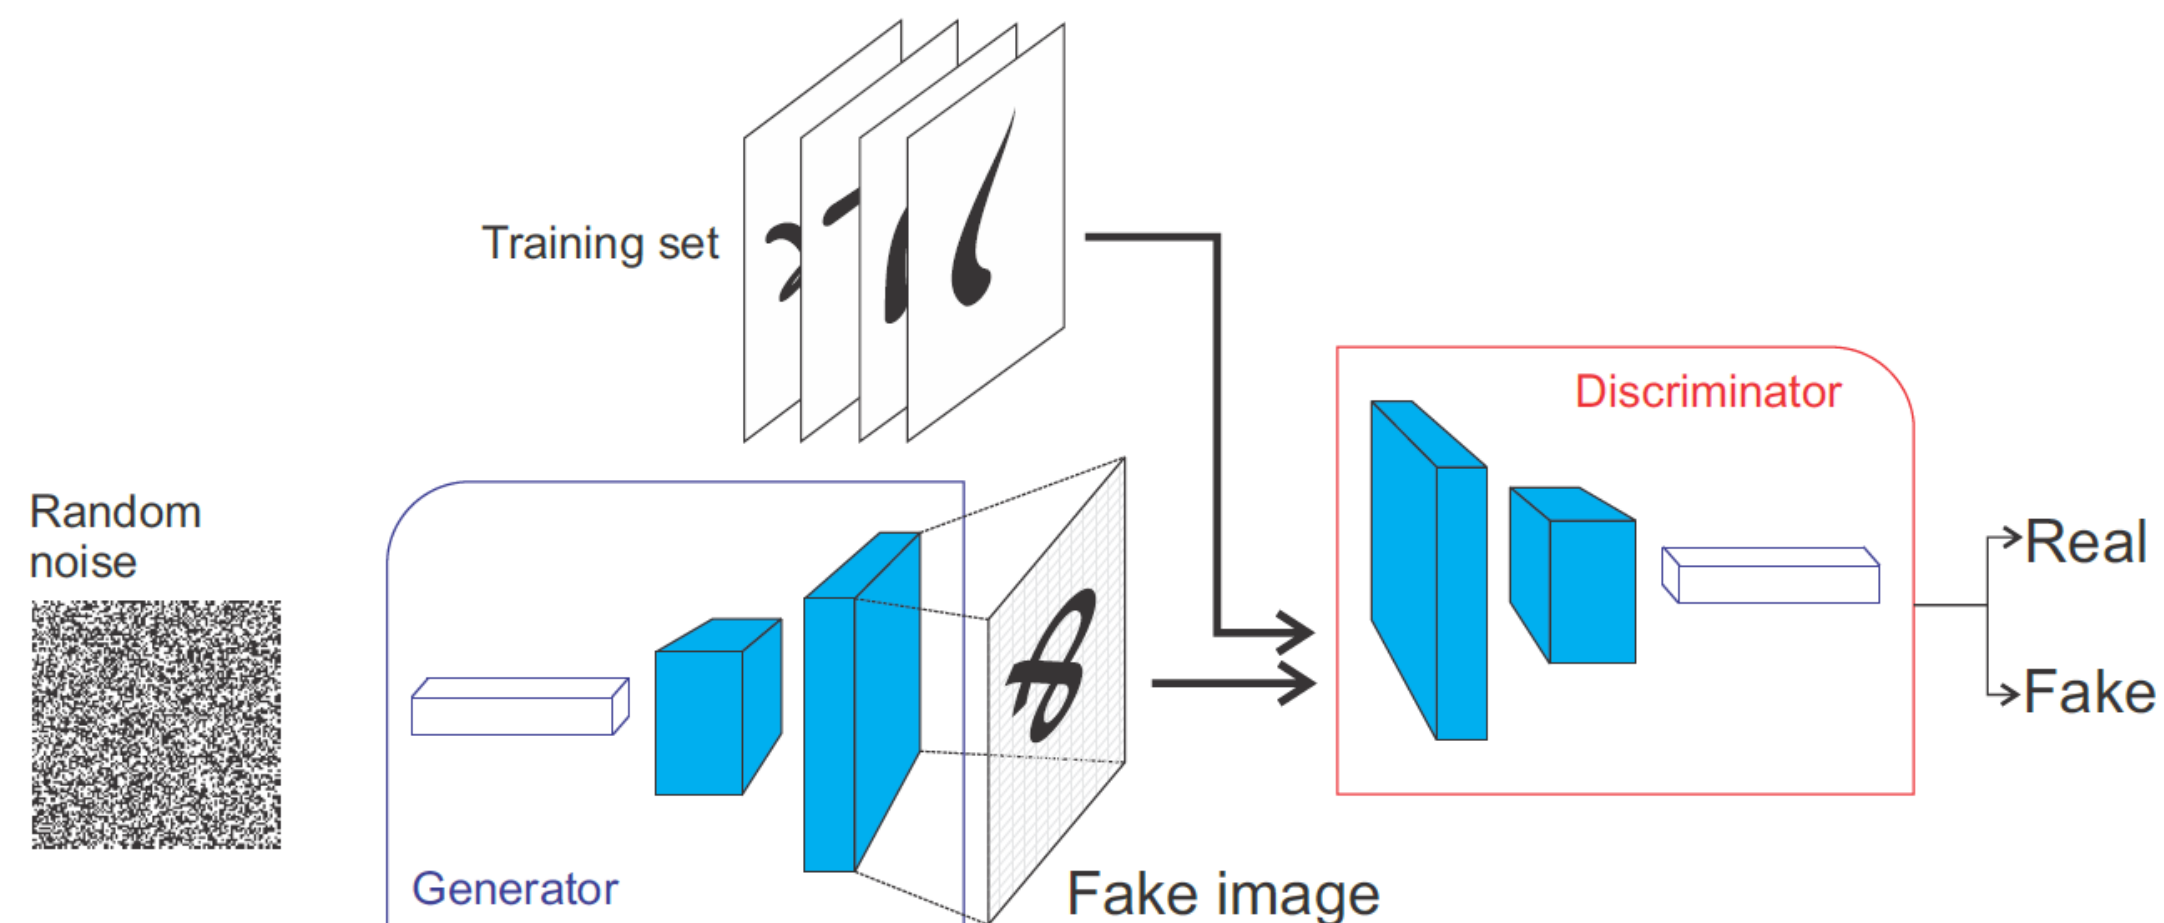 Training set
Discriminator
Random
noise
Real
Fake
Generator
Fake image